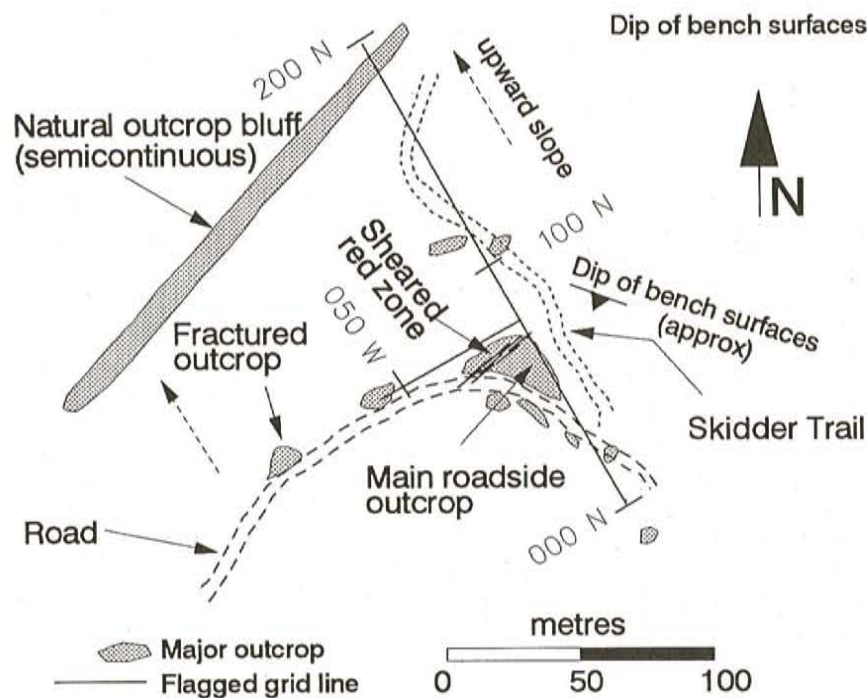 Dip of bench surfaces
200 N
upward slope
Natural outcrop bluff
(semicontinuous)
N
100 N
Sheared
red zone
050 W
Dip of bench surfaces
(approx)
Fractured
outcrop
Skidder Trail
Main roadside
outcrop
000 N
Road
metres
Major outcrop
Flagged grid line
0 50 100